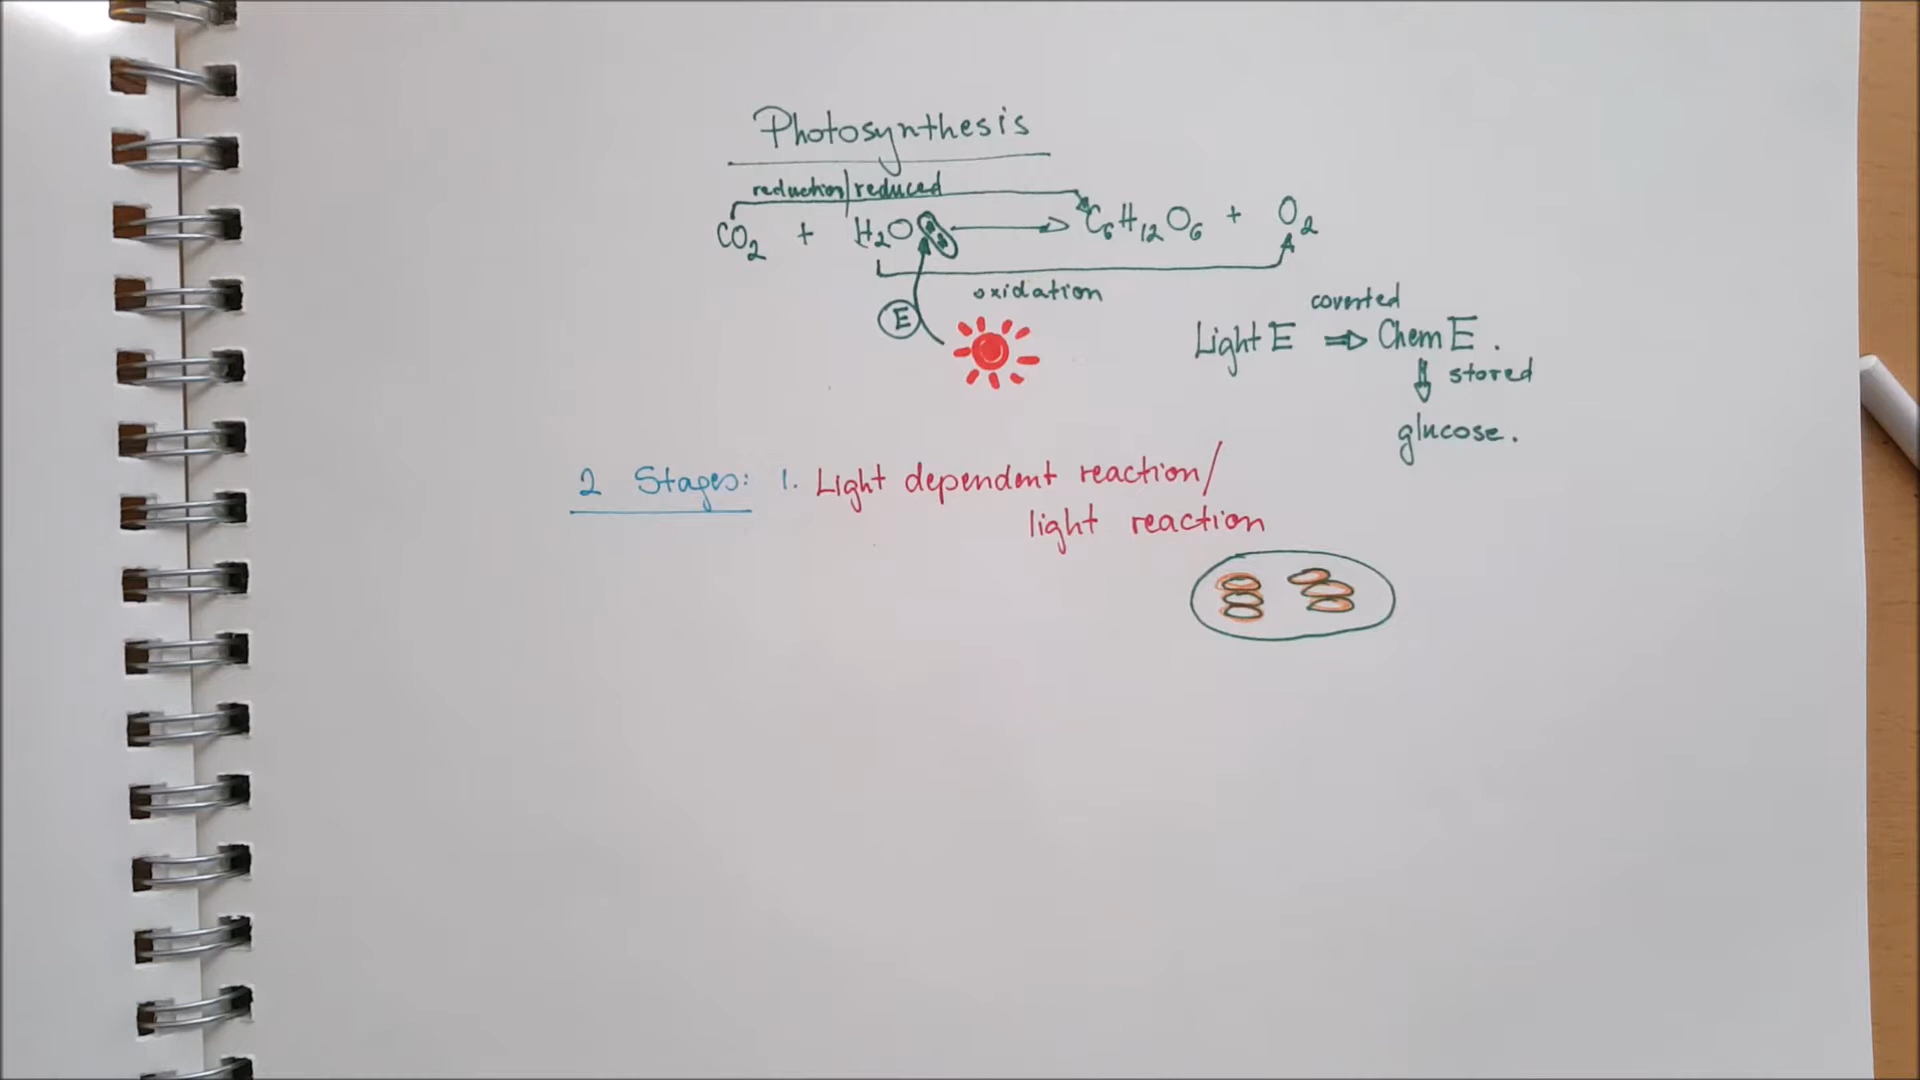 Photosynthesis
reduction/reduced
CO2 + H2O → C6H12O6 + O2
oxidation
E
coverted
Light E ⇒ Chem E.
⇓ stored
glucose.
2 Stages: 1. Light dependent reaction/
light reaction